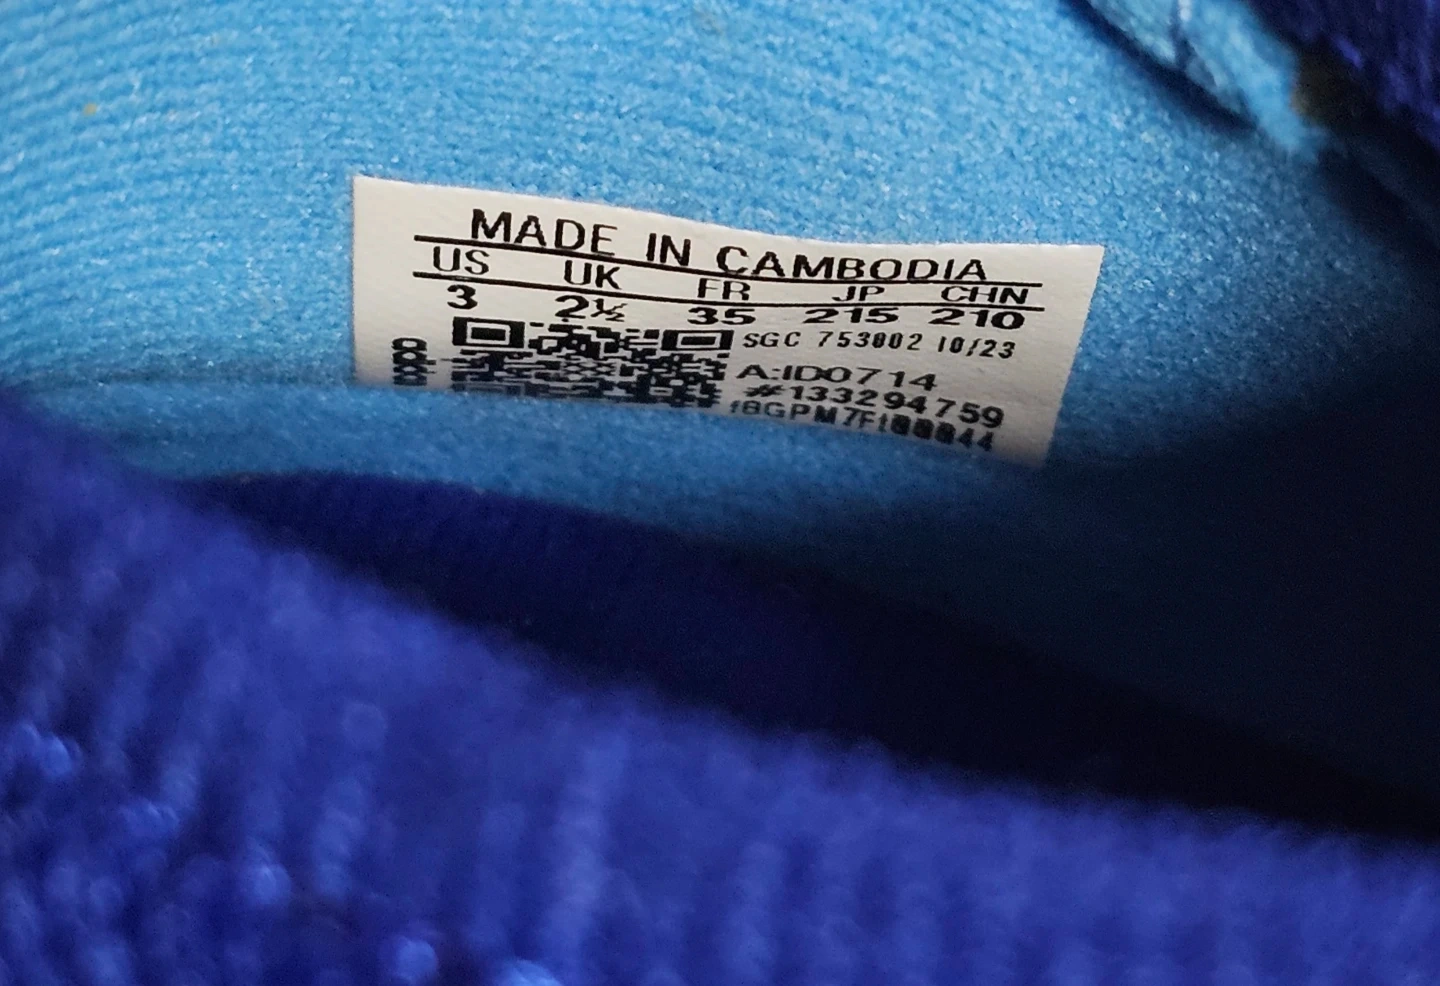 MADE IN CAMBODIA
US UK FR JP CHN
3 2½ 35 215 210
SGC 753002 10/23
A:ID0714
#133294759